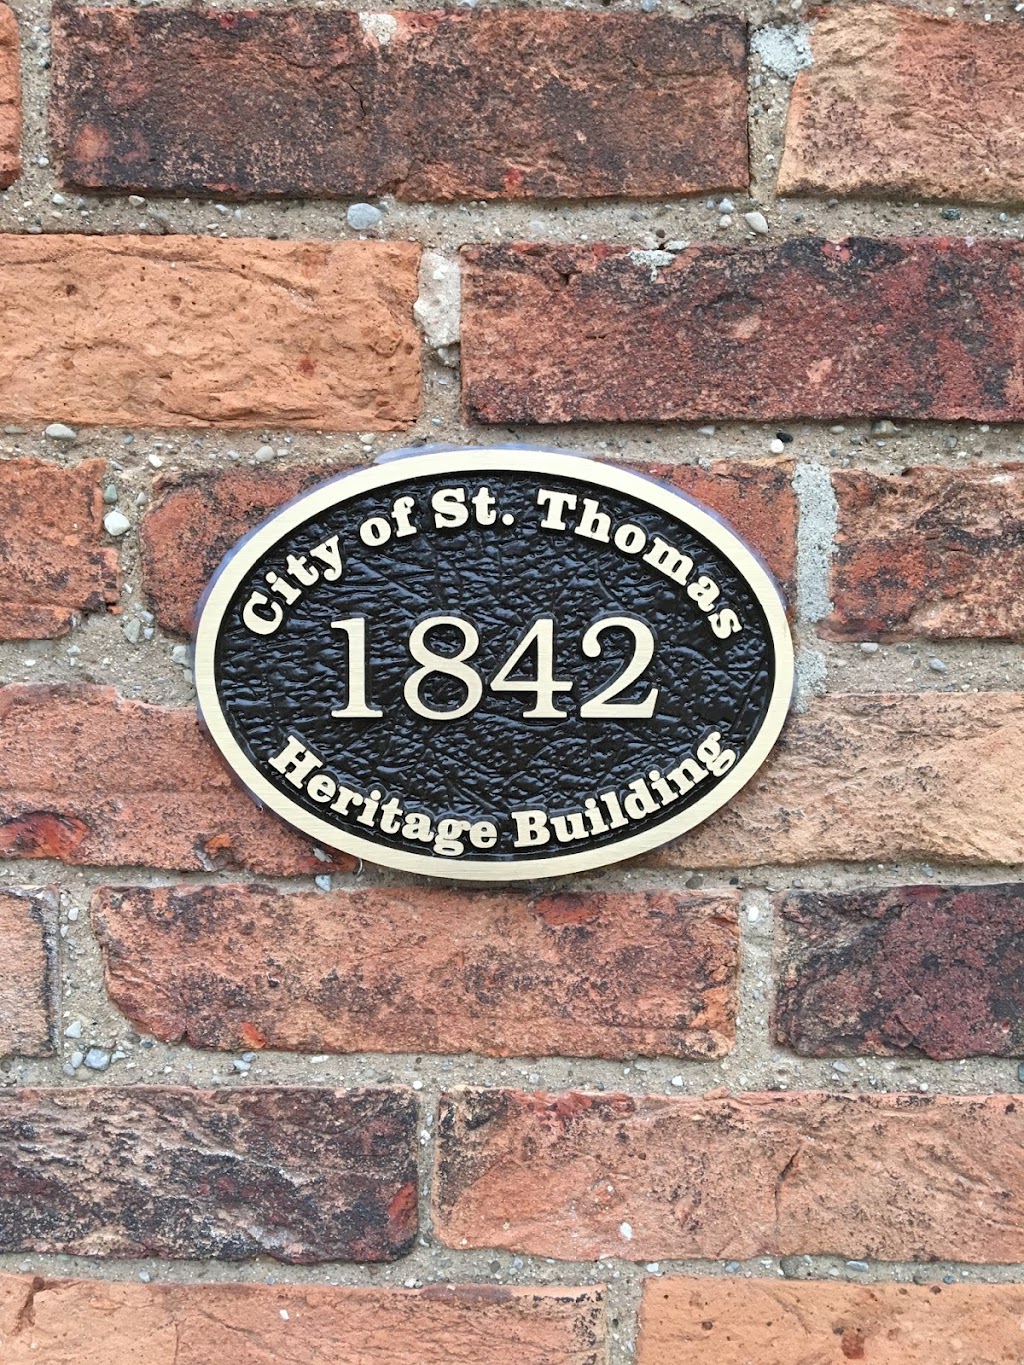 City of St. Thomas
1842
Heritage Building